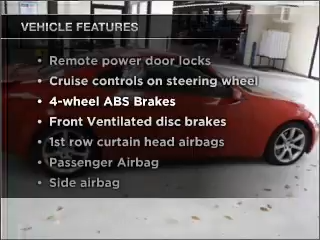 VEHICLE FEATURES
• Remote power door locks
• Cruise controls on steering wheel
• 4-wheel ABS Brakes
• Front Ventilated disc brakes
• 1st row curtain head airbags
• Passenger Airbag
• Side airbag